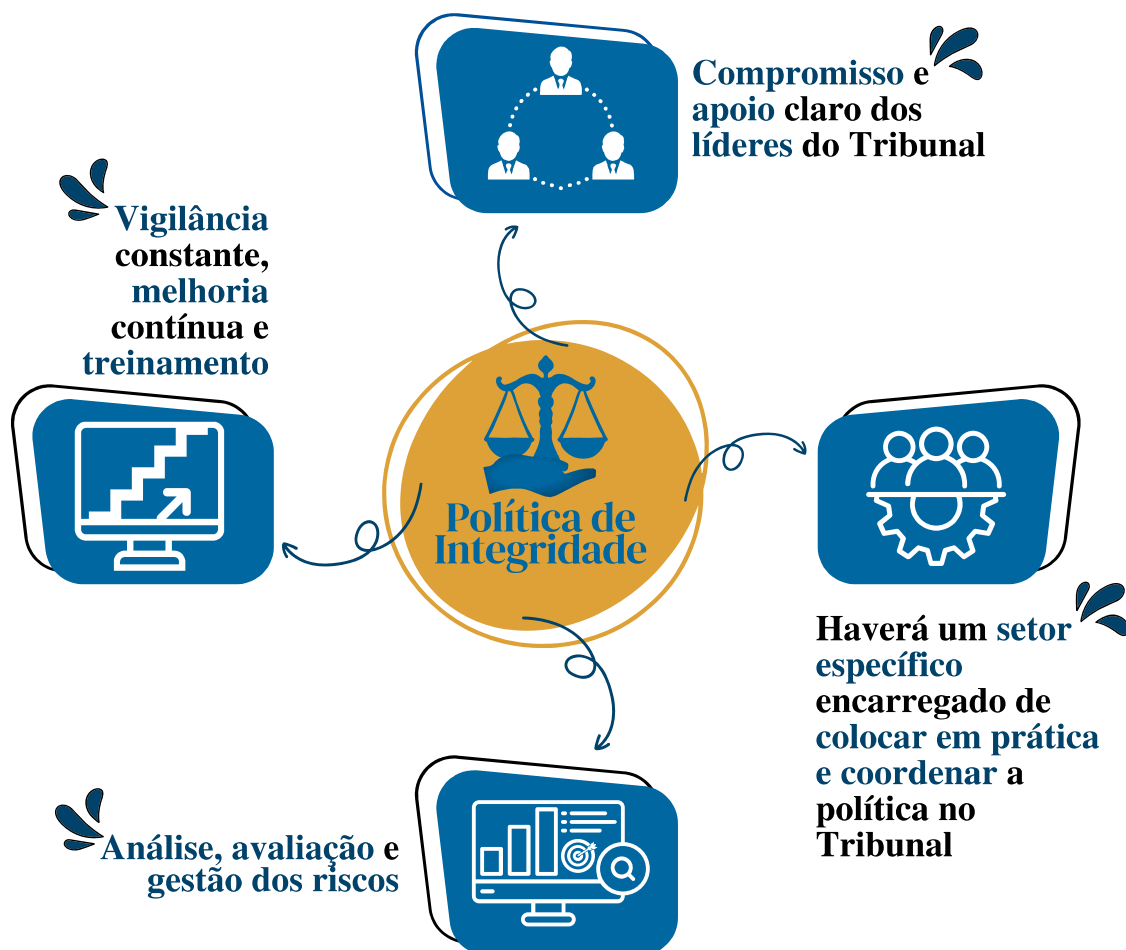 Compromisso e
apoio claro dos
líderes do Tribunal
Vigilância
constante,
melhoria
contínua e
treinamento
Política de
Integridade
Haverá um setor
específico
encarregado de
colocar em prática
e coordenar a
política no
Tribunal
Análise, avaliação e
gestão dos riscos